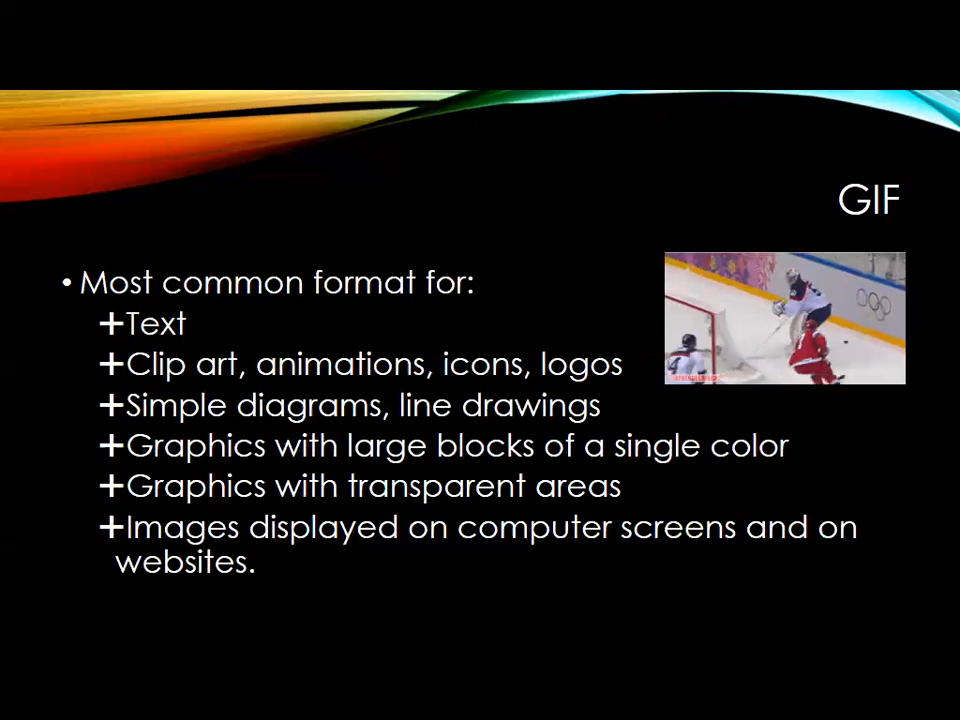 GIF
• Most common format for:
+Text
+Clip art, animations, icons, logos
+Simple diagrams, line drawings
+Graphics with large blocks of a single color
+Graphics with transparent areas
+Images displayed on computer screens and on
websites.
4